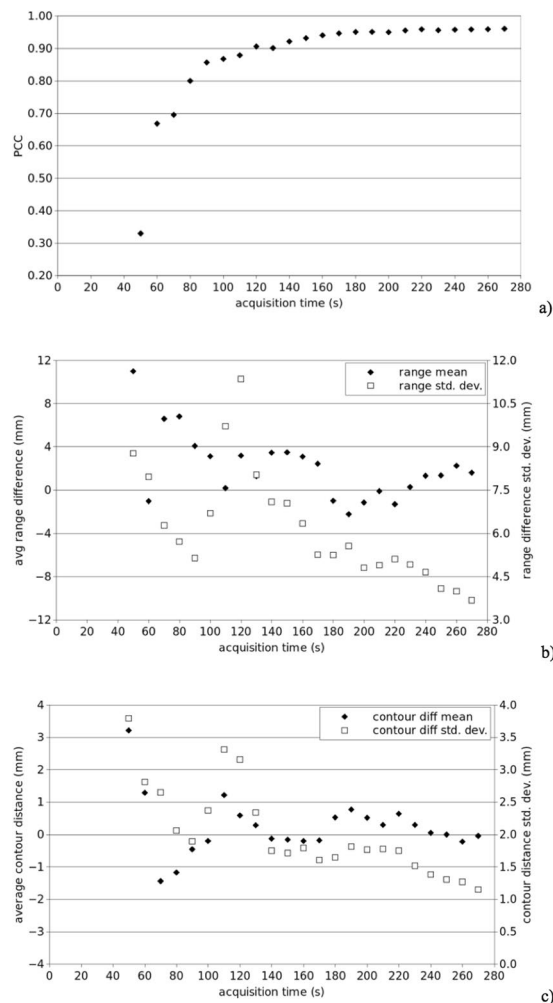 1.00
0.90
0.80
0.70
0.60
0.50
0.40
0.30
0.20
PCC
0 20 40 60 80 100 120 140 160 180 200 220 240 260 280
acquisition time (s)
a)
12
8
4
0
−4
−8
−12
avg range difference (mm)
range mean
range std. dev.
12.0
10.5
9.0
7.5
6.0
4.5
3.0
range difference std. dev. (mm)
0 20 40 60 80 100 120 140 160 180 200 220 240 260 280
acquisition time (s)
b)
4
3
2
1
0
−1
−2
−3
−4
average contour distance (mm)
contour diff mean
contour diff std. dev.
4.0
3.5
3.0
2.5
2.0
1.5
1.0
0.5
0.0
contour distance std. dev. (mm)
0 20 40 60 80 100 120 140 160 180 200 220 240 260 280
acquisition time (s)
c)